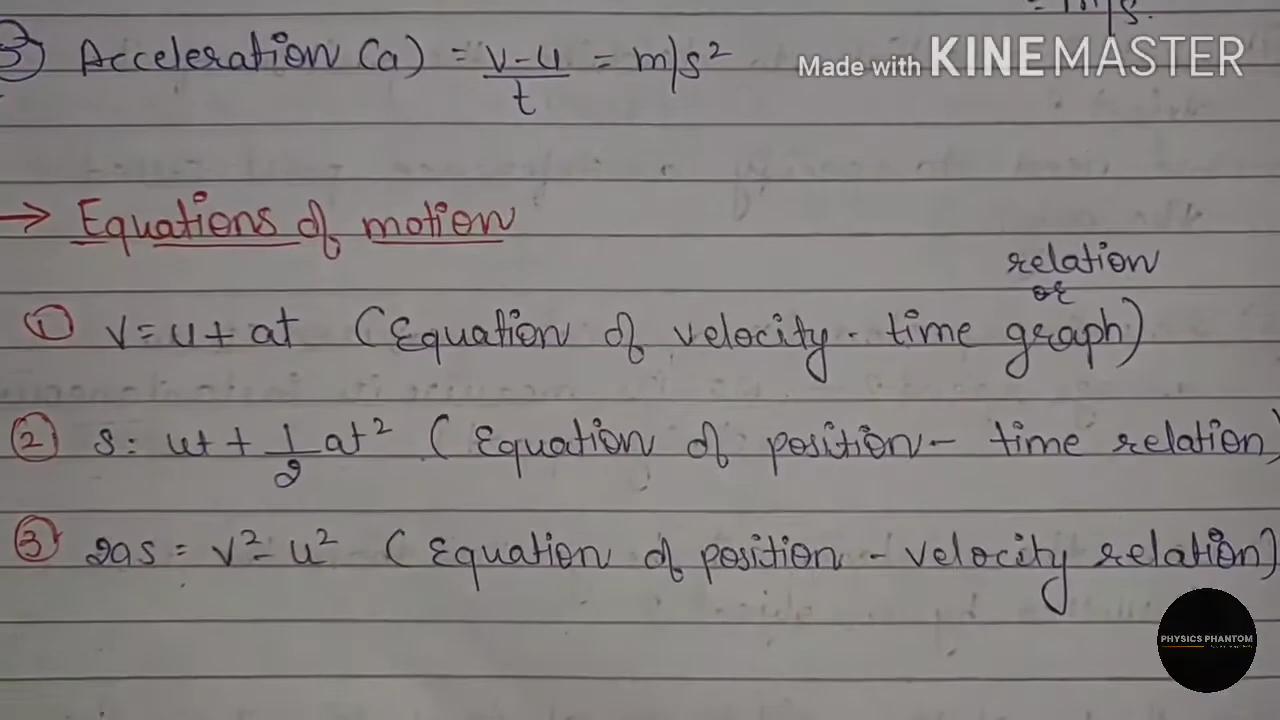 = m/s.
③ Acceleration (a) = v-u/t = m/s²
Made with KINEMASTER
→ Equations of motion
relation
or
① v = u + at (Equation of velocity - time graph)
② s = ut + 1/2 at² (Equation of position - time relation)
③ 2as = v² - u² (Equation of position - velocity relation)
PHYSICS PHANTOM